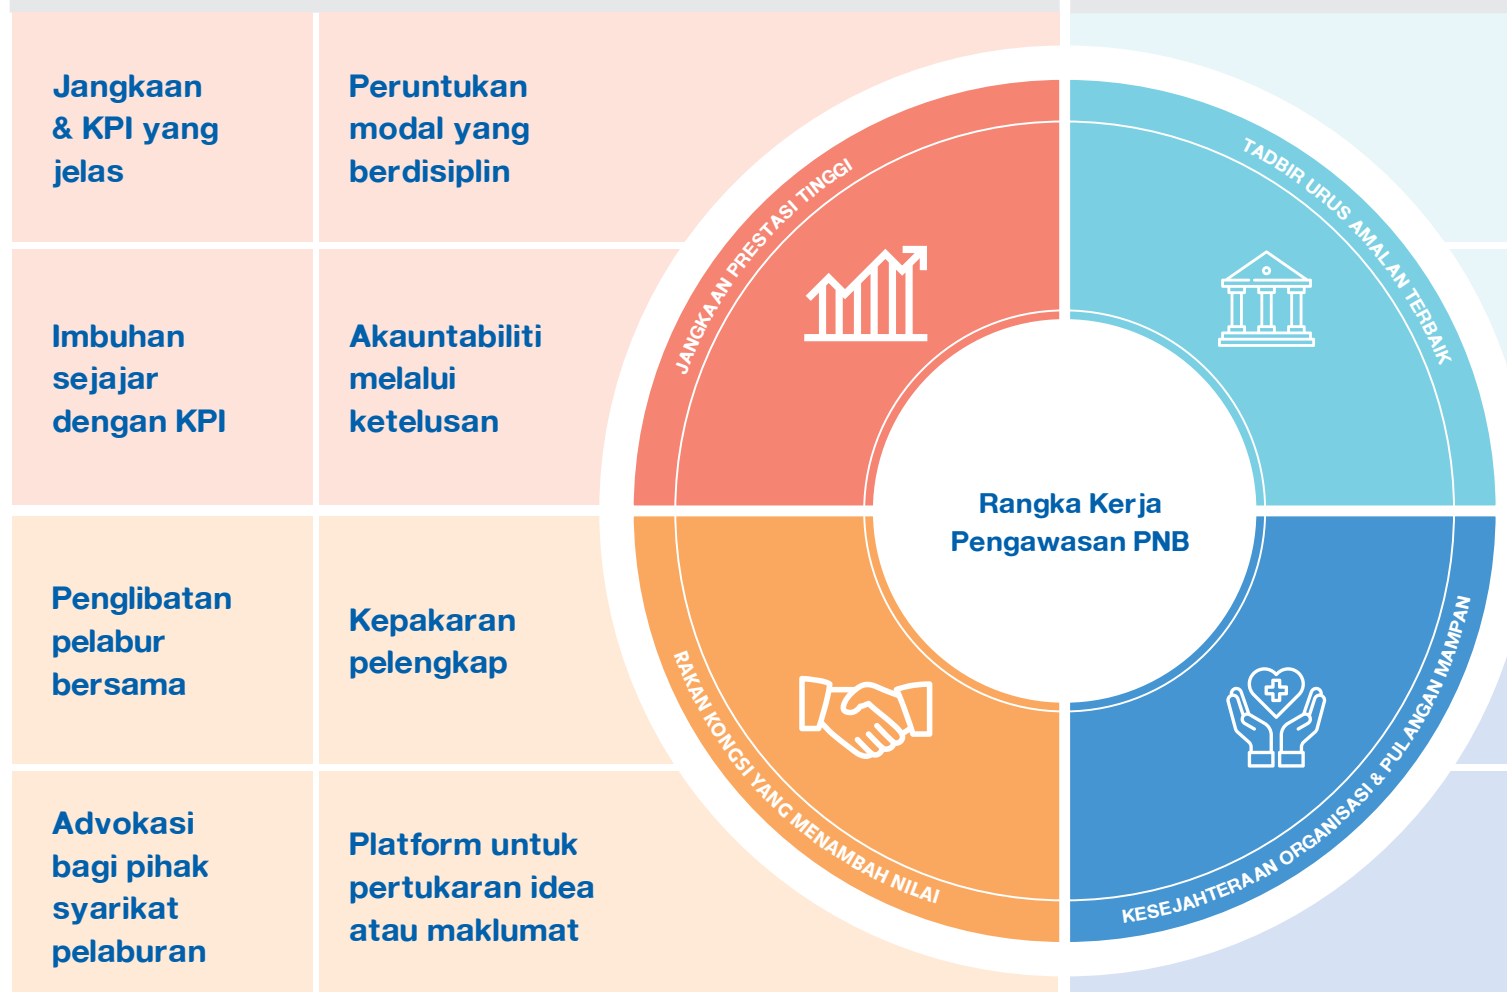 Jangkaan
& KPI yang
jelas
Peruntukan
modal yang
berdisiplin
Imbuhan
sejajar
dengan KPI
Akauntabiliti
melalui
ketelusan
Penglibatan
pelabur
bersama
Kepakaran
pelengkap
Advokasi
bagi pihak
syarikat
pelaburan
Platform untuk
pertukaran idea
atau maklumat
JANGKAAN PRESTASI TINGGI
TADBIR URUS AMALAN TERBAIK
Rangka Kerja
Pengawasan PNB
RAKAN KONGSI YANG MENAMBAH NILAI
KESEJAHTERAAN ORGANISASI & PULANGAN MAMPAN